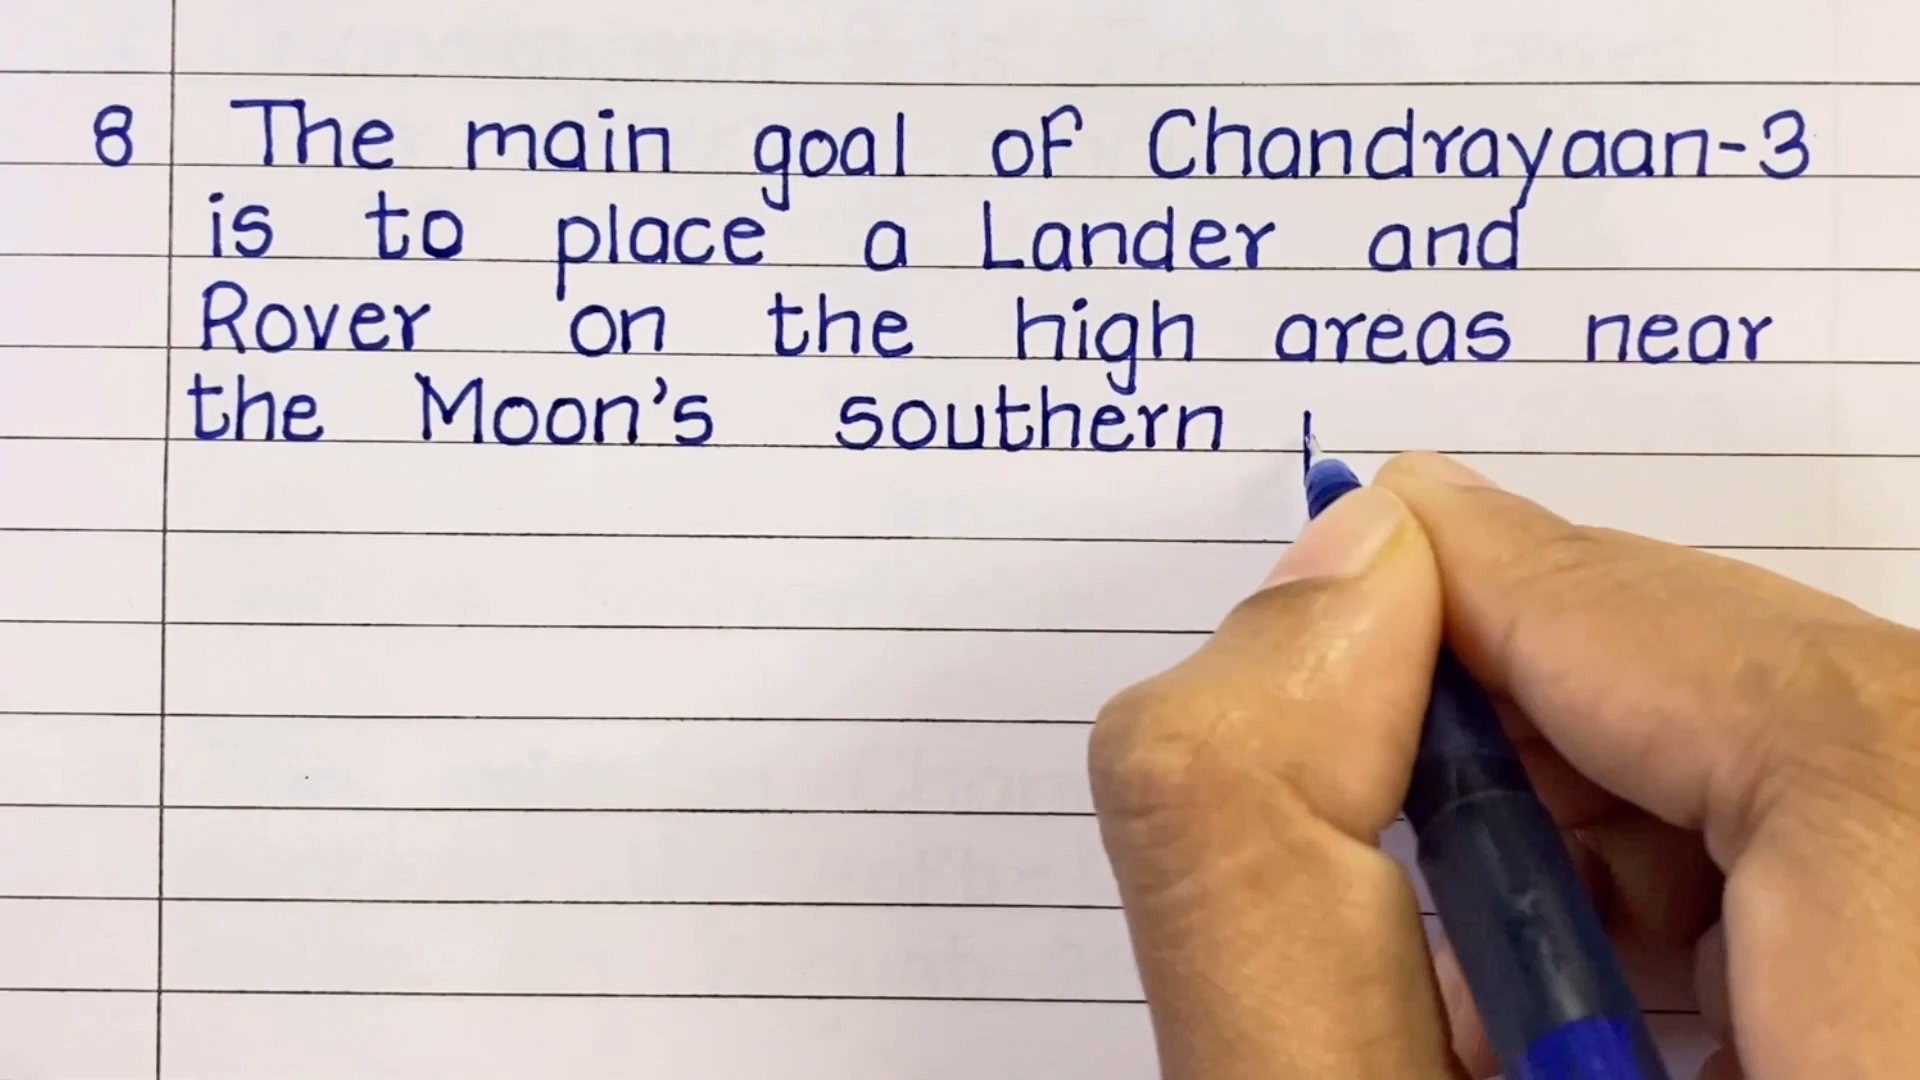 8 The main goal of Chandrayaan-3
is to place a Lander and
Rover on the high areas near
the Moon's southern